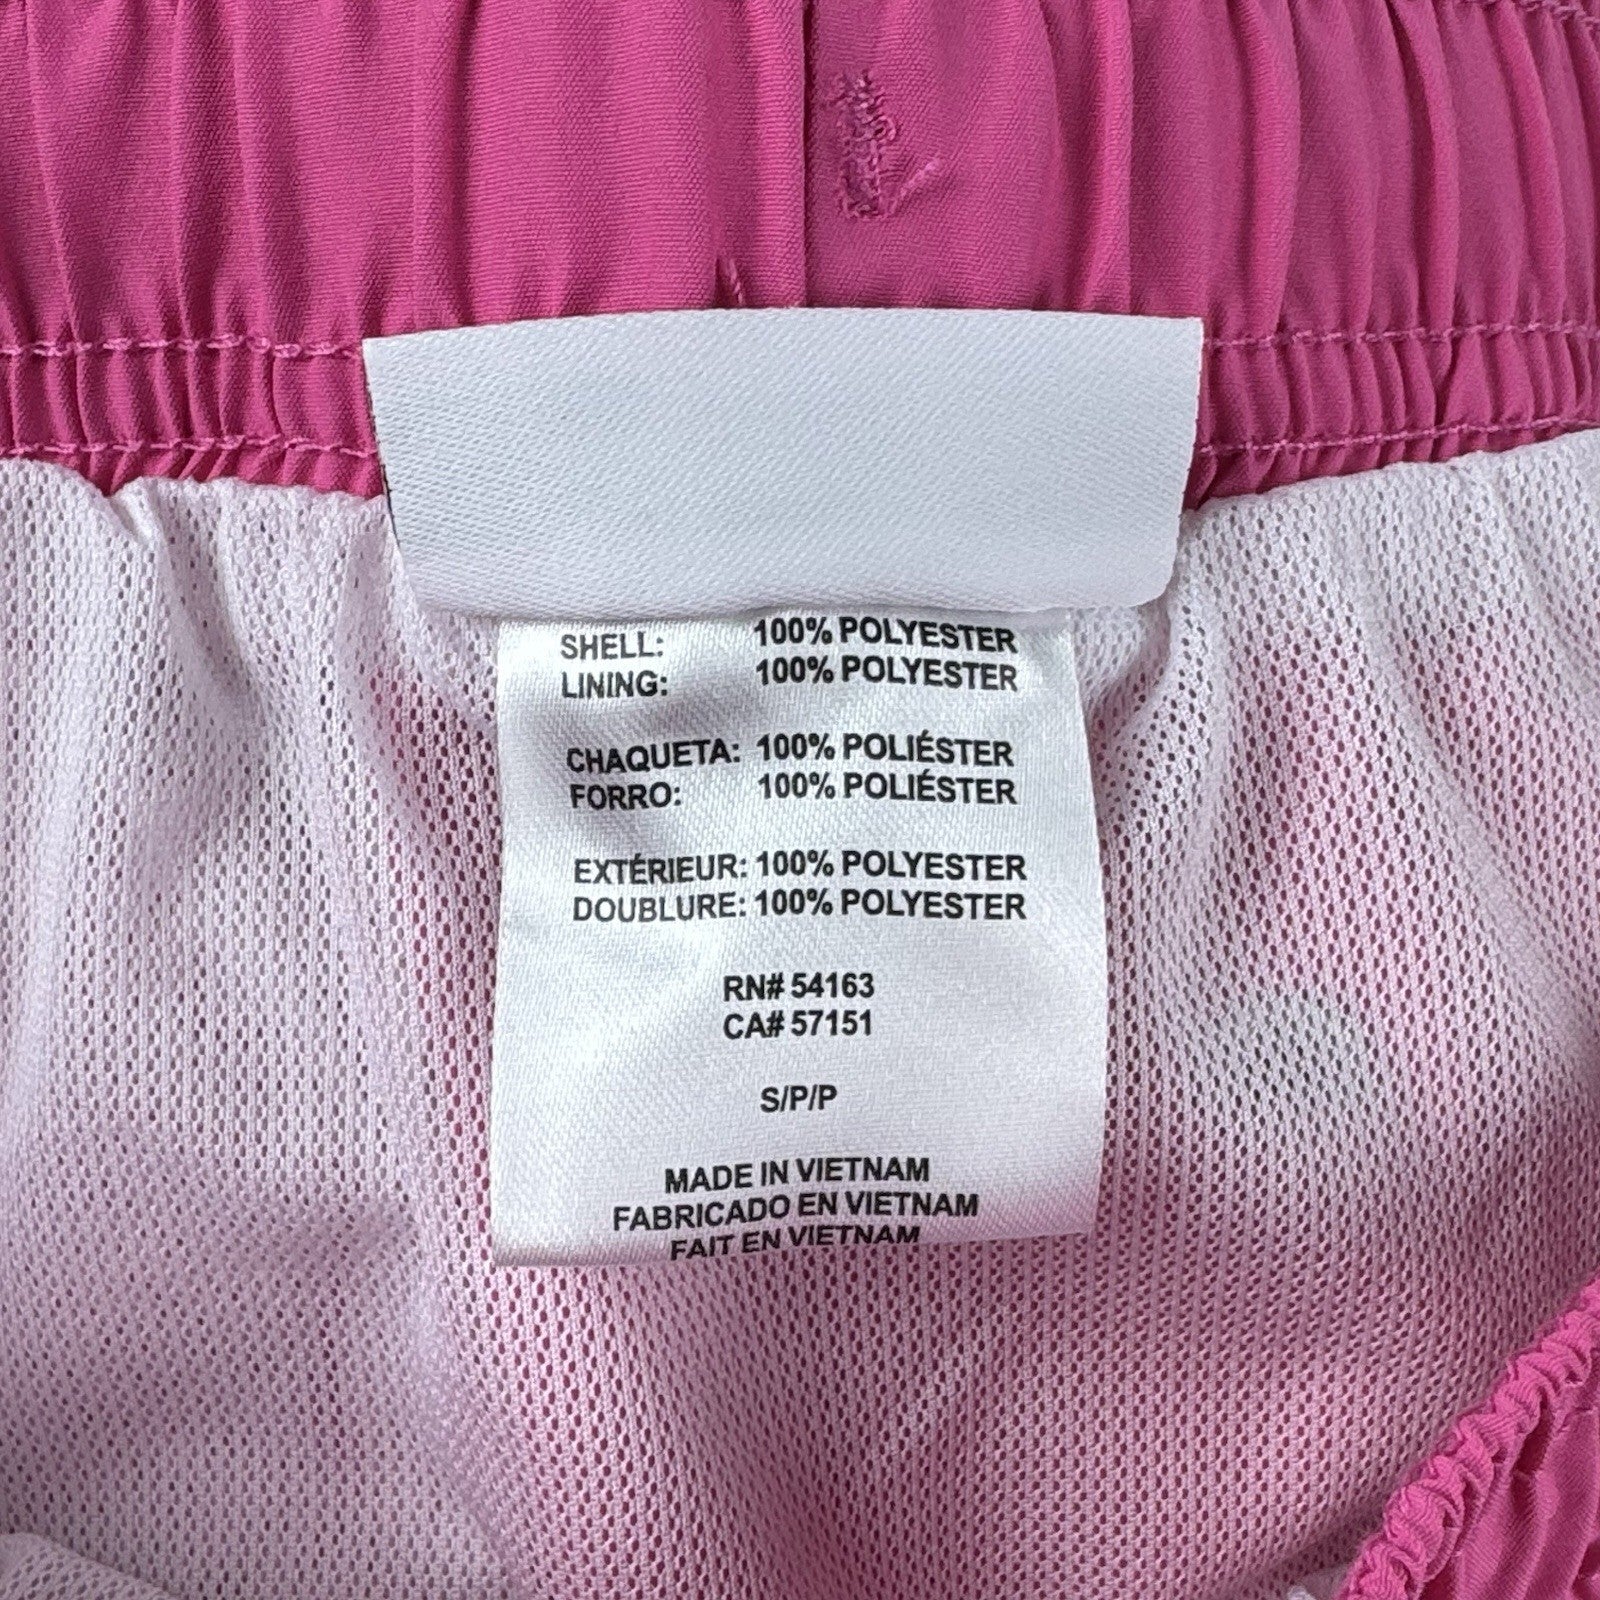 SHELL: 100% POLYESTER
LINING: 100% POLYESTER
CHAQUETA: 100% POLIÉSTER
FORRO: 100% POLIÉSTER
EXTÉRIEUR: 100% POLYESTER
DOUBLURE: 100% POLYESTER
RN# 54163
CA# 57151
S/P/P
MADE IN VIETNAM
FABRICADO EN VIETNAM
FAIT EN VIETNAM